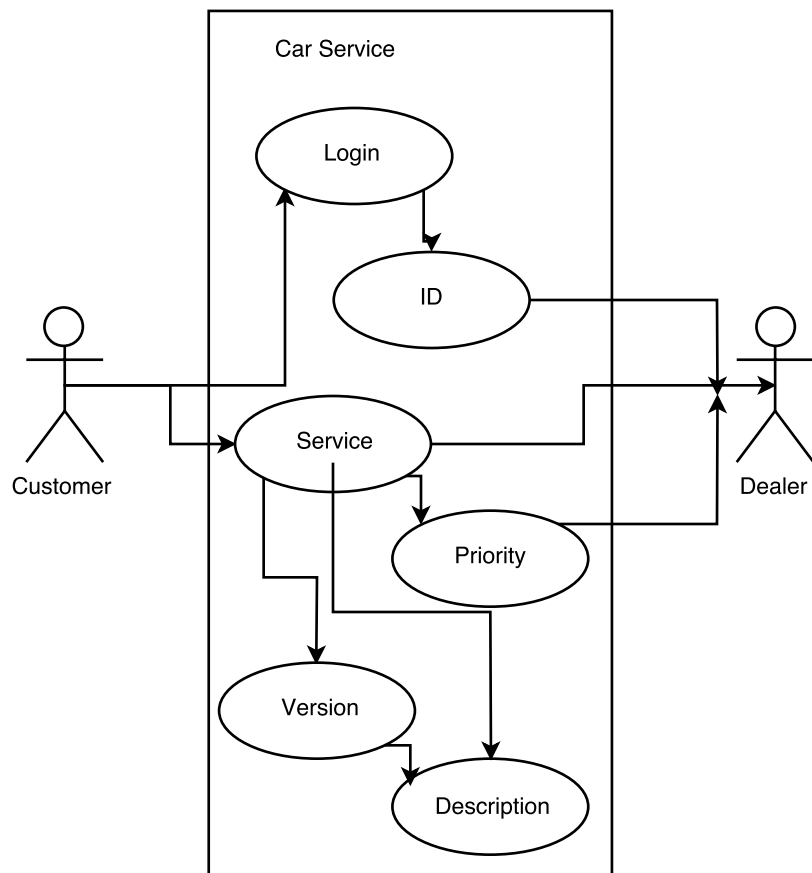 Car Service
Login
ID
Service
Customer
Dealer
Priority
Version
Description